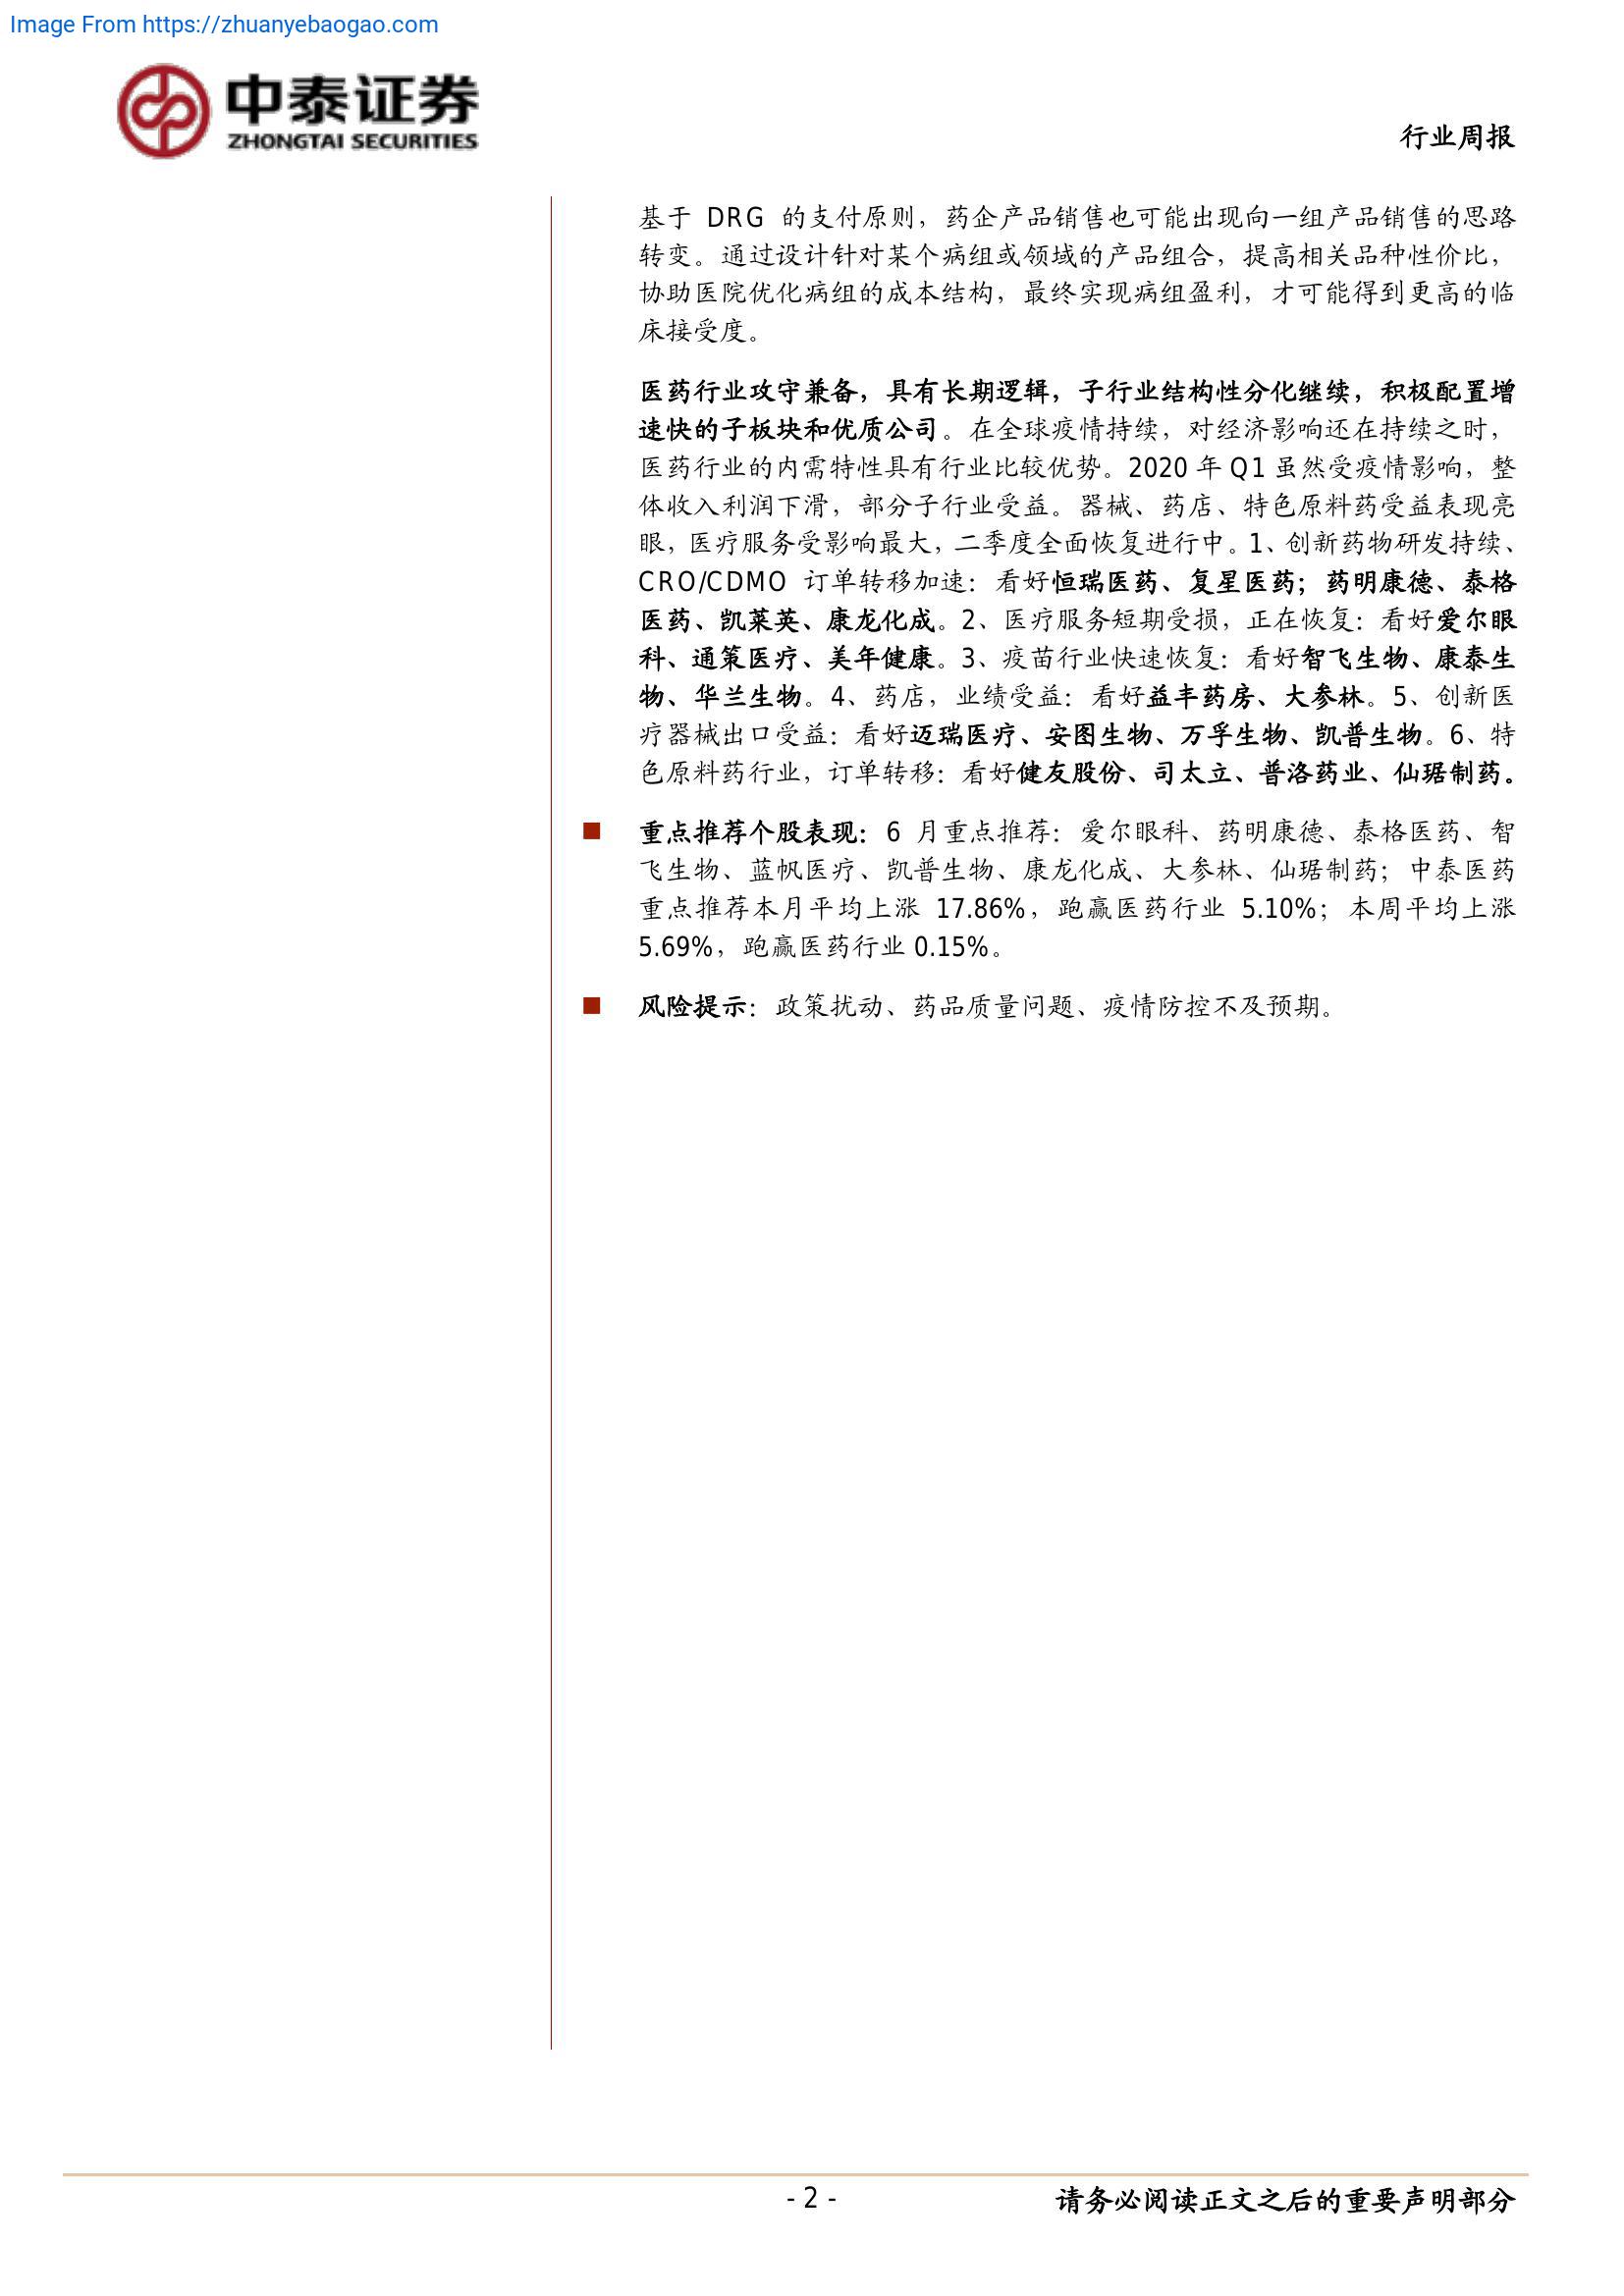 Image From https://zhuanyebaogao.com
中泰证券
ZHONGTAI SECURITIES
行业周报
基于 DRG 的支付原则，药企产品销售也可能出现向一组产品销售的思路
转变。通过设计针对某个病组或领域的产品组合，提高相关品种性价比，
协助医院优化病组的成本结构，最终实现病组盈利，才可能得到更高的临
床接受度。
医药行业攻守兼备，具有长期逻辑，子行业结构性分化继续，积极配置增
速快的子板块和优质公司。在全球疫情持续，对经济影响还在持续之时，
医药行业的内需特性具有行业比较优势。2020 年 Q1 虽然受疫情影响，整
体收入利润下滑，部分子行业受益。器械、药店、特色原料药受益表现亮
眼，医疗服务受影响最大，二季度全面恢复进行中。1、创新药物研发持续、
CRO/CDMO 订单转移加速：看好恒瑞医药、复星医药；药明康德、泰格
医药、凯莱英、康龙化成。2、医疗服务短期受损，正在恢复：看好爱尔眼
科、通策医疗、美年健康。3、疫苗行业快速恢复：看好智飞生物、康泰生
物、华兰生物。4、药店，业绩受益：看好益丰药房、大参林。5、创新医
疗器械出口受益：看好迈瑞医疗、安图生物、万孚生物、凯普生物。6、特
色原料药行业，订单转移：看好健友股份、司太立、普洛药业、仙琚制药。
■ 重点推荐个股表现：6 月重点推荐：爱尔眼科、药明康德、泰格医药、智
飞生物、蓝帆医疗、凯普生物、康龙化成、大参林、仙琚制药；中泰医药
重点推荐本月平均上涨 17.86%，跑赢医药行业 5.10%；本周平均上涨
5.69%，跑赢医药行业 0.15%。
■ 风险提示：政策扰动、药品质量问题、疫情防控不及预期。
- 2 -
请务必阅读正文之后的重要声明部分